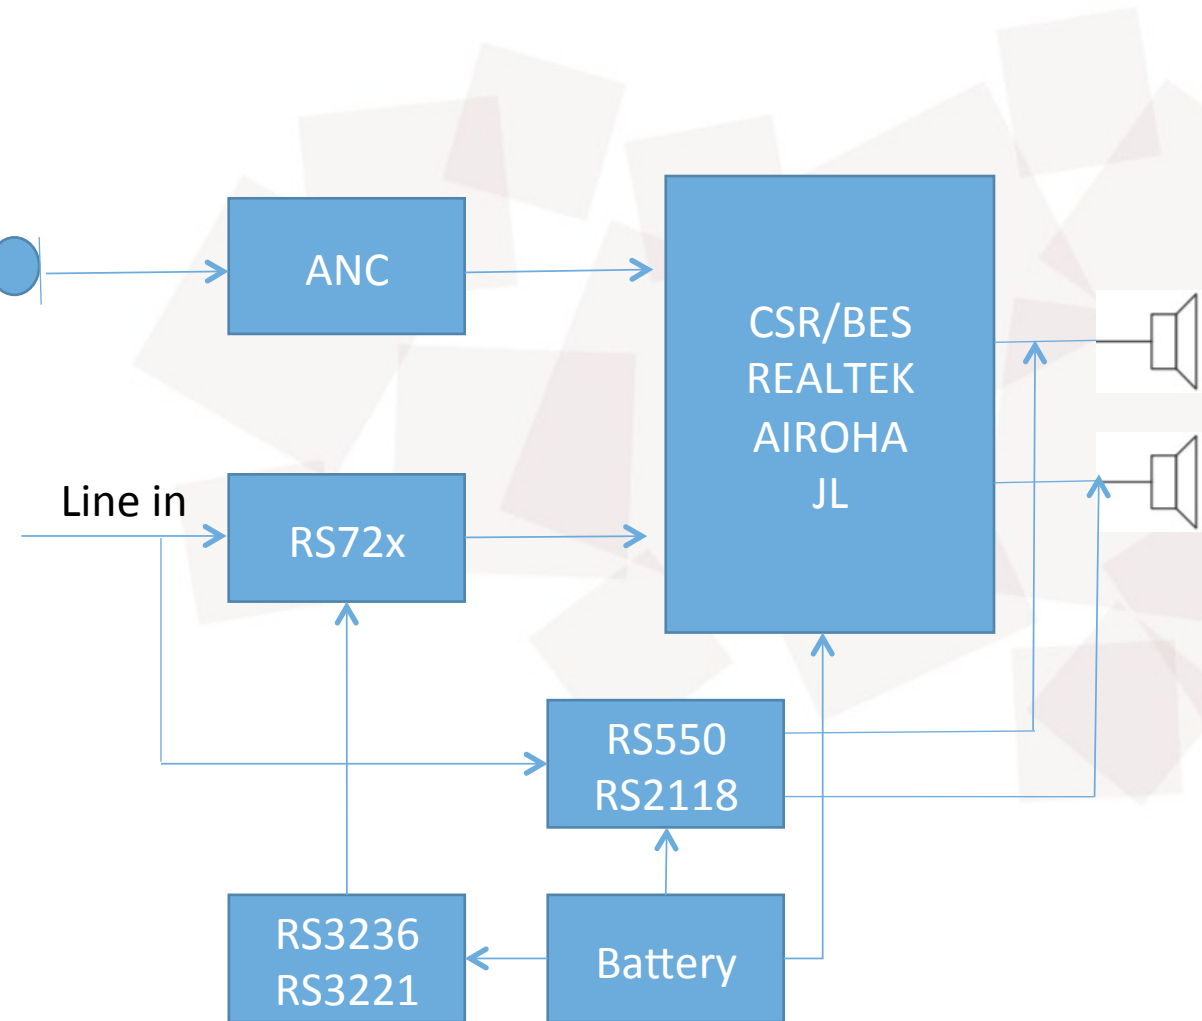 ANC
CSR/BES
REALTEK
AIROHA
JL
Line in
RS72x
RS550
RS2118
RS3236
RS3221
Battery